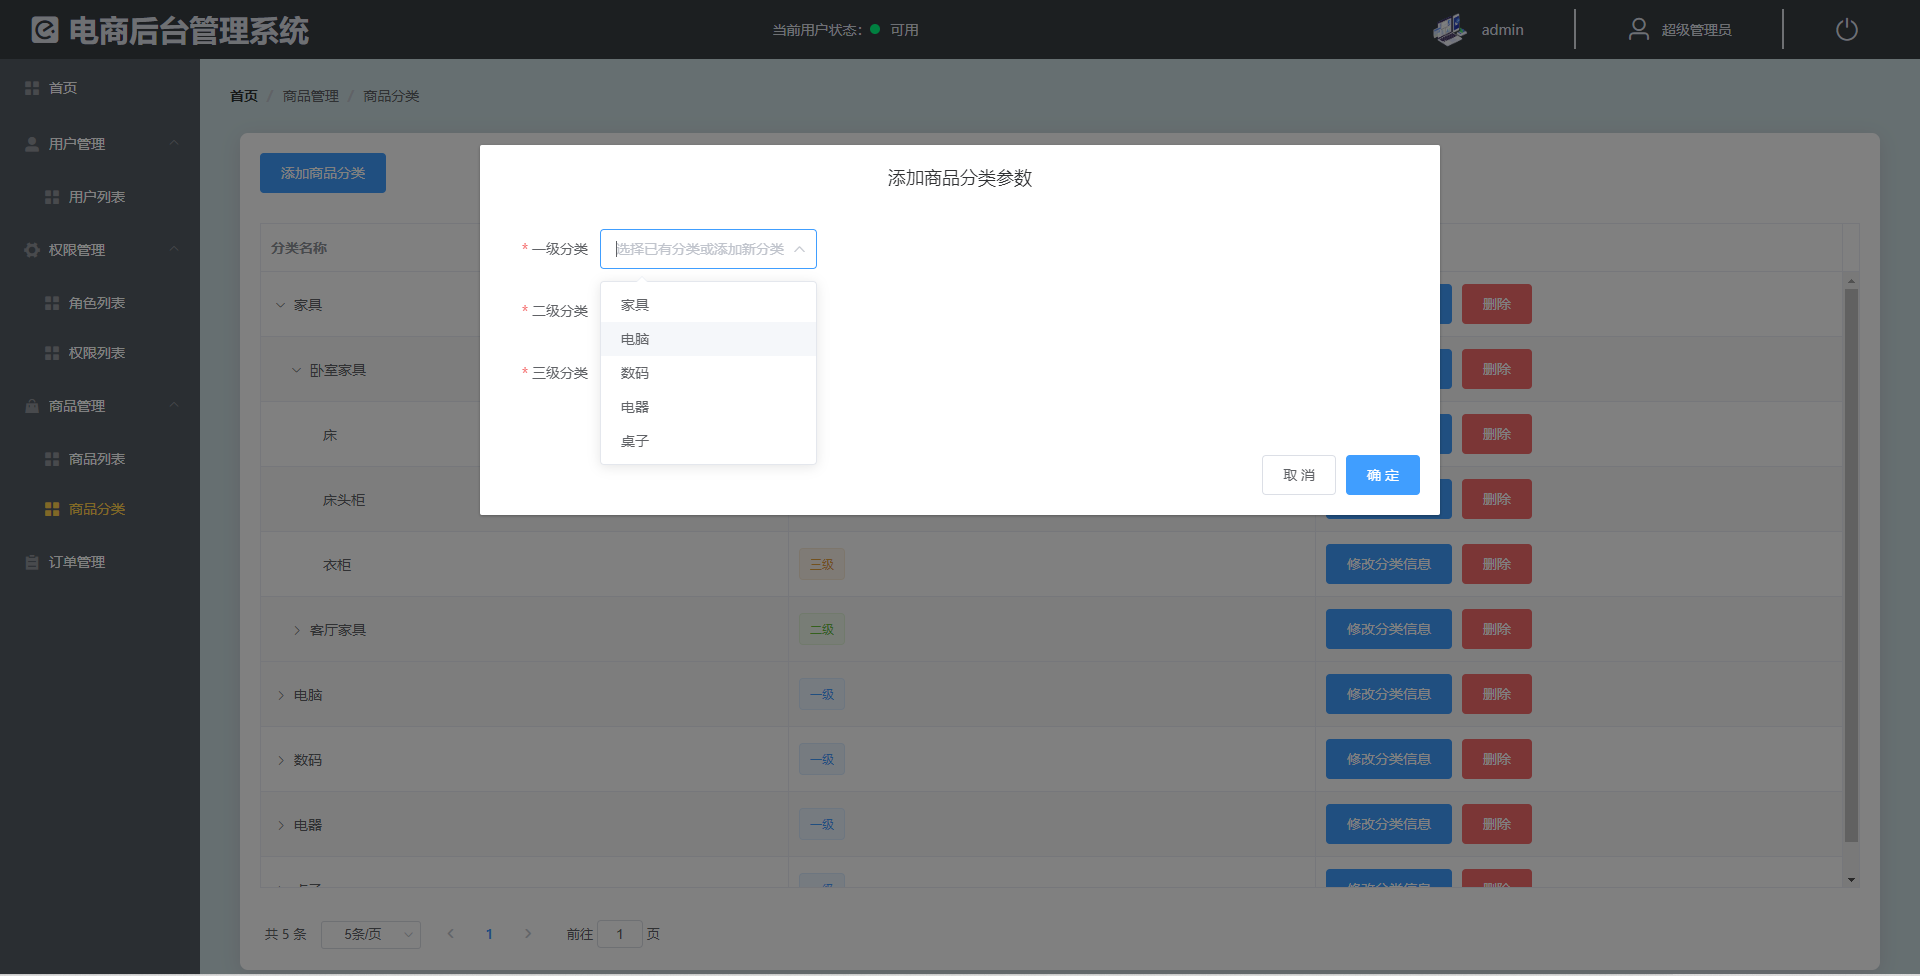 电商后台管理系统
当前用户状态: 可用
admin
超级管理员
首页
用户管理
用户列表
权限管理
角色列表
权限列表
商品管理
商品列表
商品分类
订单管理
首页 / 商品管理 / 商品分类
添加商品分类
添加商品分类参数
* 一级分类
选择已有分类或添加新分类
家具
电脑
数码
电器
桌子
* 二级分类
* 三级分类
取 消
确 定
分类名称
家具
删除
卧室家具
删除
床
删除
床头柜
删除
衣柜 三级 修改分类信息 删除
客厅家具 二级 修改分类信息 删除
电脑 一级 修改分类信息 删除
数码 一级 修改分类信息 删除
电器 一级 修改分类信息 删除
共 5 条 5条/页 1 前往 1 页